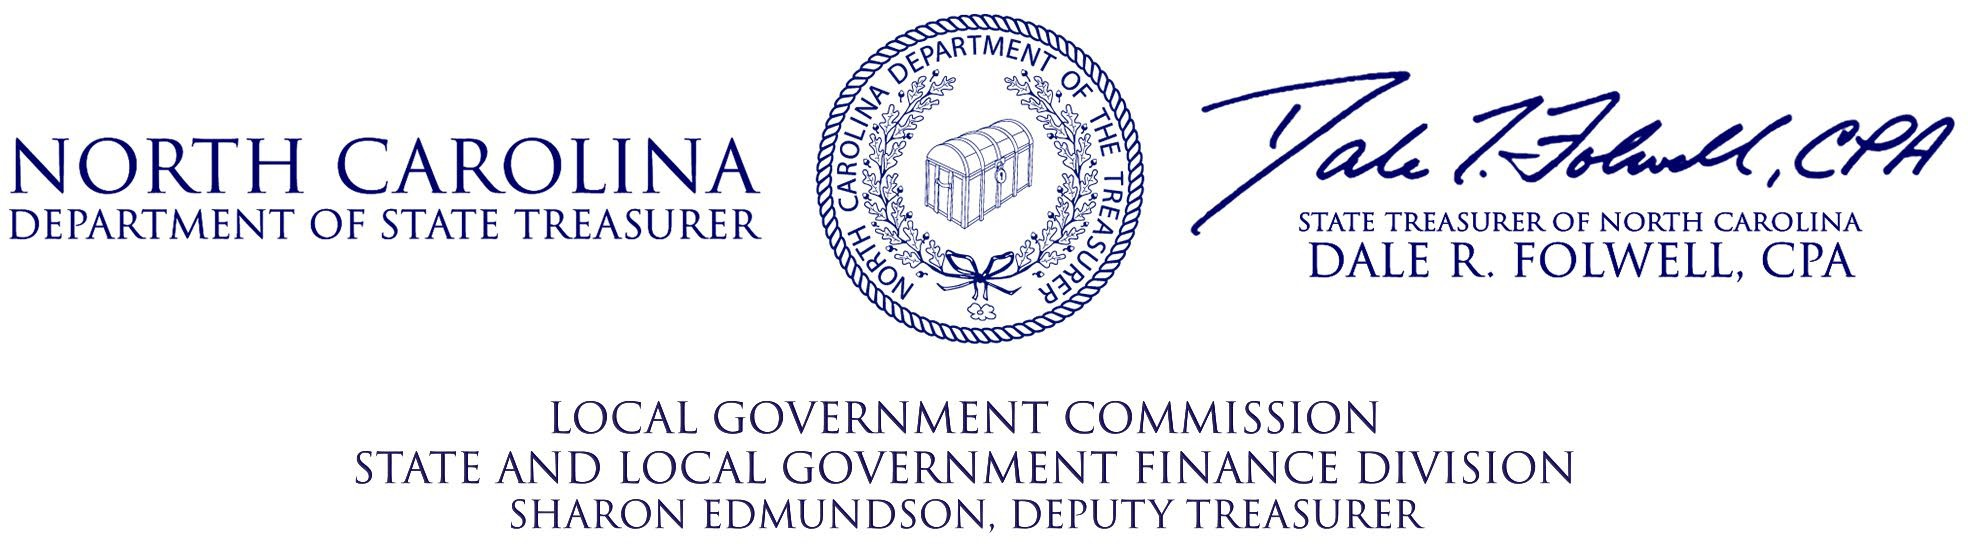 NORTH CAROLINA
DEPARTMENT OF STATE TREASURER
NORTH CAROLINA DEPARTMENT OF THE TREASURER
Dale R. Folwell, CPA
STATE TREASURER OF NORTH CAROLINA
DALE R. FOLWELL, CPA
LOCAL GOVERNMENT COMMISSION
STATE AND LOCAL GOVERNMENT FINANCE DIVISION
SHARON EDMUNDSON, DEPUTY TREASURER